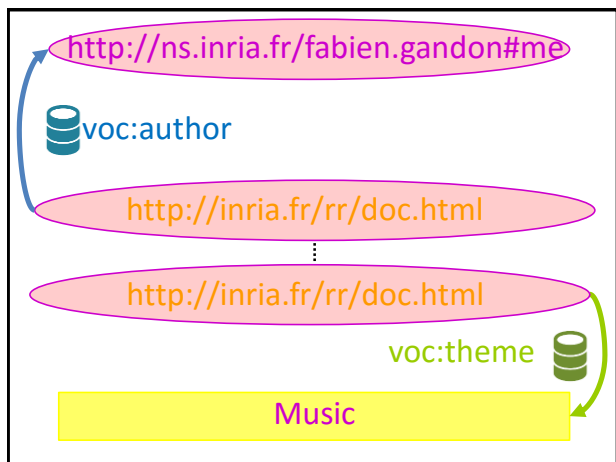 http://ns.inria.fr/fabien.gandon#me
voc:author
http://inria.fr/rr/doc.html
http://inria.fr/rr/doc.html
voc:theme
Music